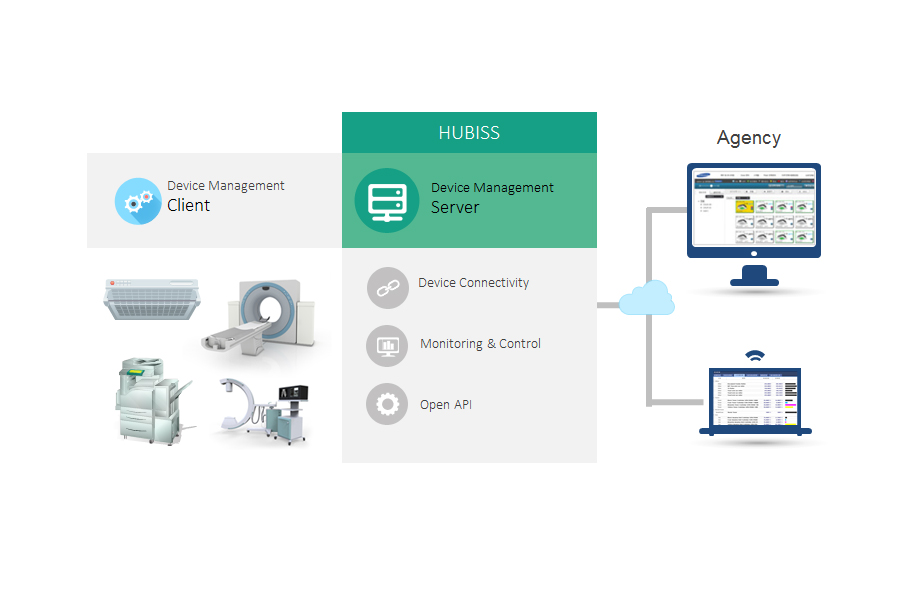 HUBISS
Agency
Device Management
Client
Device Management
Server
Device Connectivity
Monitoring & Control
Open API